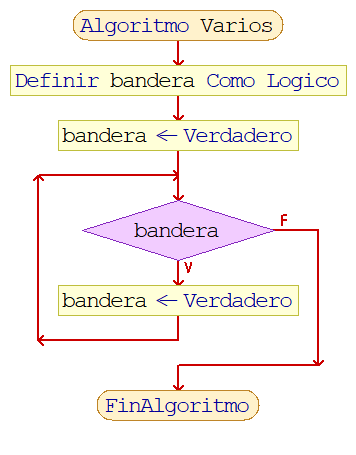 Algoritmo Varios
Definir bandera Como Logico
bandera ← Verdadero
bandera
F
V
bandera ← Verdadero
FinAlgoritmo